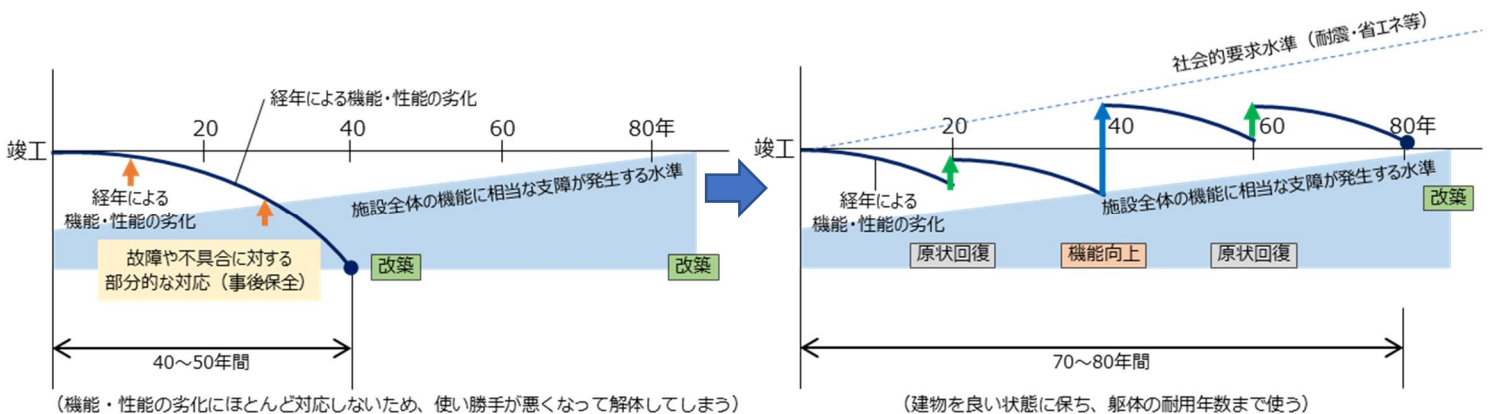 経年による機能・性能の劣化
竣工
20
40
60
80年
経年による
機能・性能の劣化
施設全体の機能に相当な支障が発生する水準
故障や不具合に対する
部分的な対応（事後保全）
改築
改築
40～50年間
（機能・性能の劣化にほとんど対応しないため、使い勝手が悪くなって解体してしまう）
社会的要求水準（耐震・省エネ等）
竣工
20
40
60
80年
経年による
機能・性能の劣化
施設全体の機能に相当な支障が発生する水準
改築
原状回復
機能向上
原状回復
70～80年間
（建物を良い状態に保ち、躯体の耐用年数まで使う）